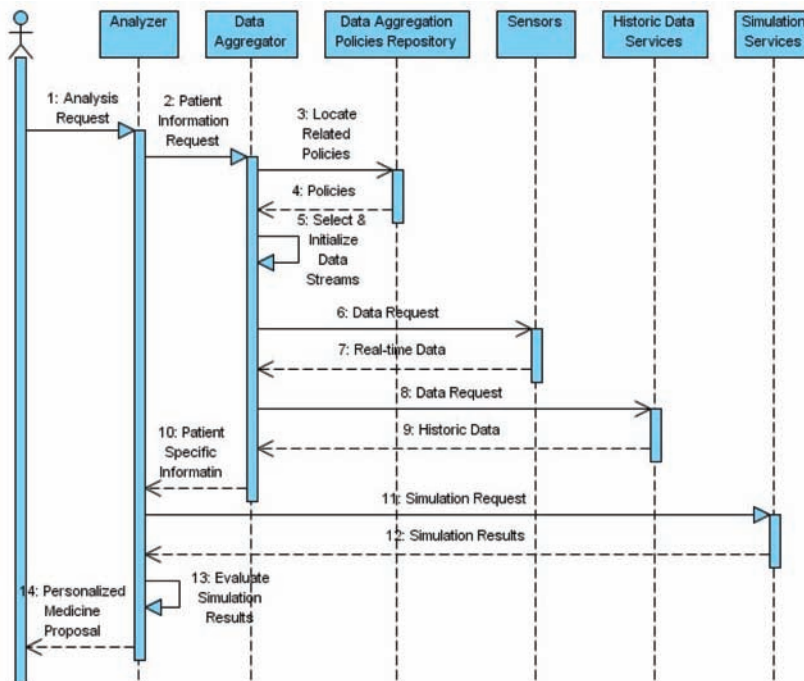 Analyzer
Data
Aggregator
Data Aggregation
Policies Repository
Sensors
Historic Data
Services
Simulation
Services
1: Analysis
Request
2: Patient
Information
Request
3: Locate
Related
Policies
4: Policies
5: Select &
Initialize
Data
Streams
6: Data Request
7: Real-time Data
8: Data Request
9: Historic Data
10: Patient
Specific
Informatin
11: Simulation Request
12: Simulation Results
13: Evaluate
Simulation
Results
14: Personalized
Medicine
Proposal